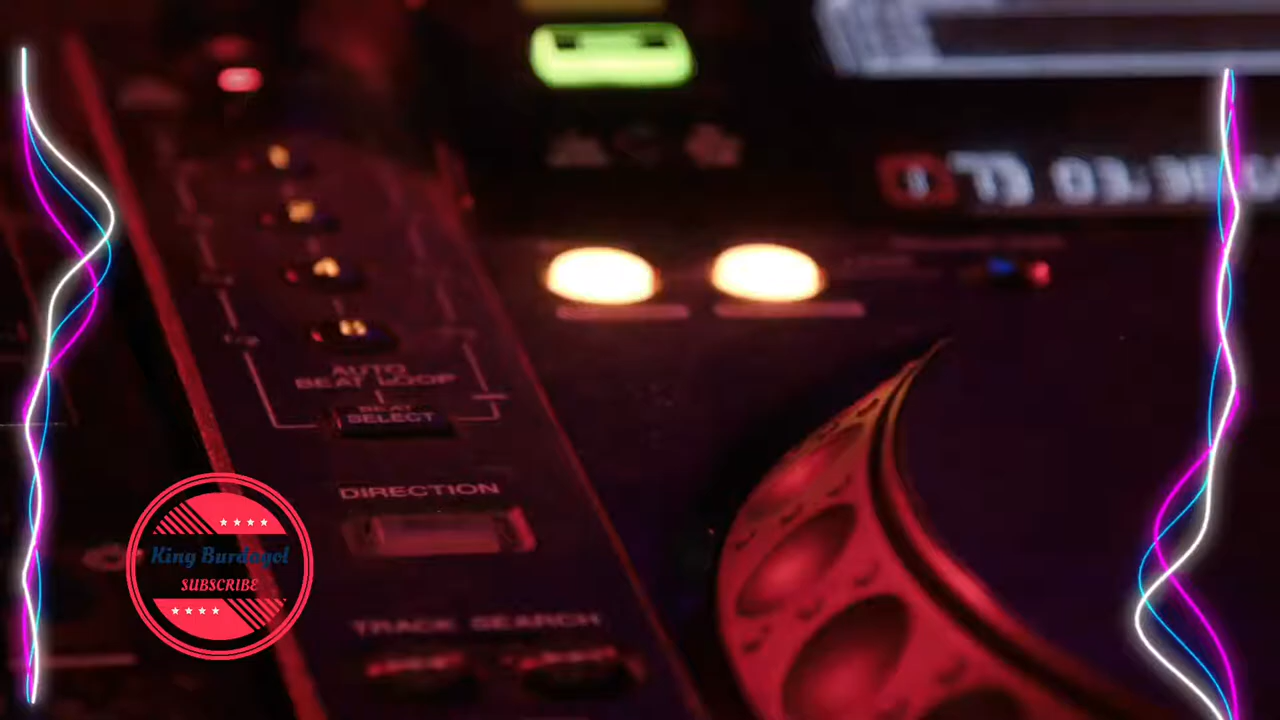 AUTO
BEAT LOOP
BEAT
SELECT
DIRECTION
TRACK SEARCH
King Burdagol
SUBSCRIBE